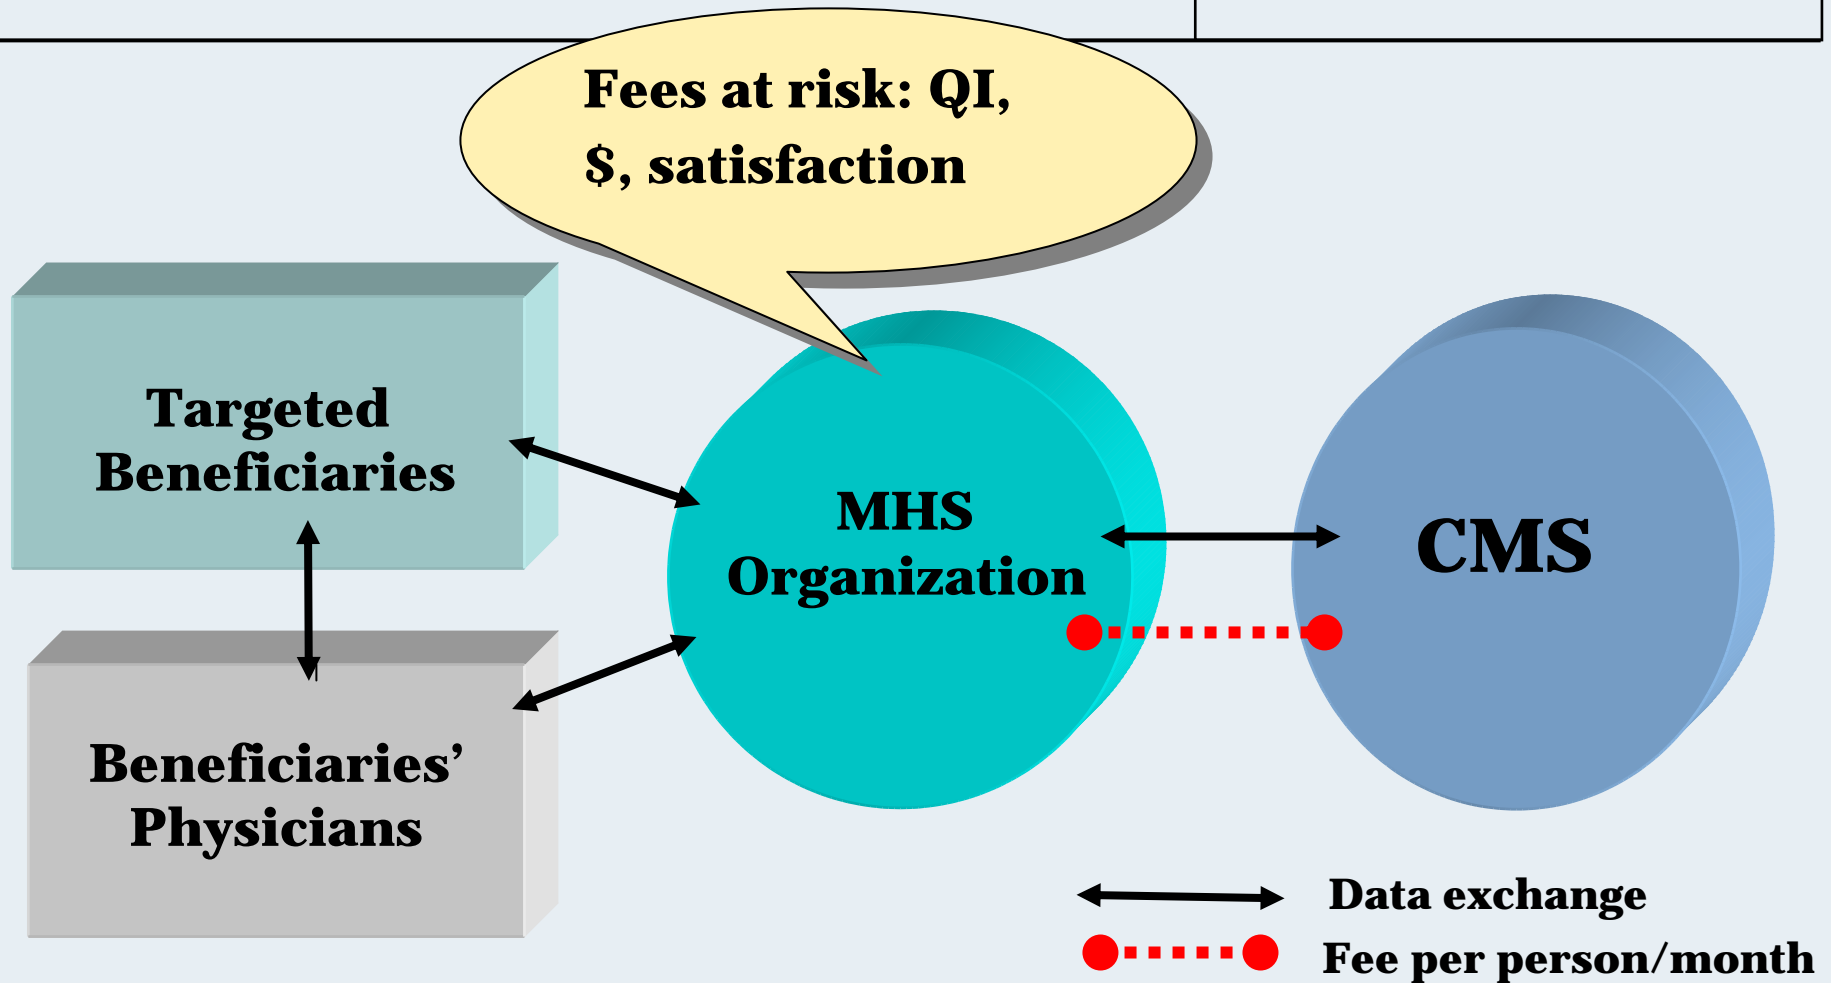 Fees at risk: QI,
$, satisfaction
Targeted
Beneficiaries
MHS
Organization
CMS
Beneficiaries’
Physicians
Data exchange
Fee per person/month